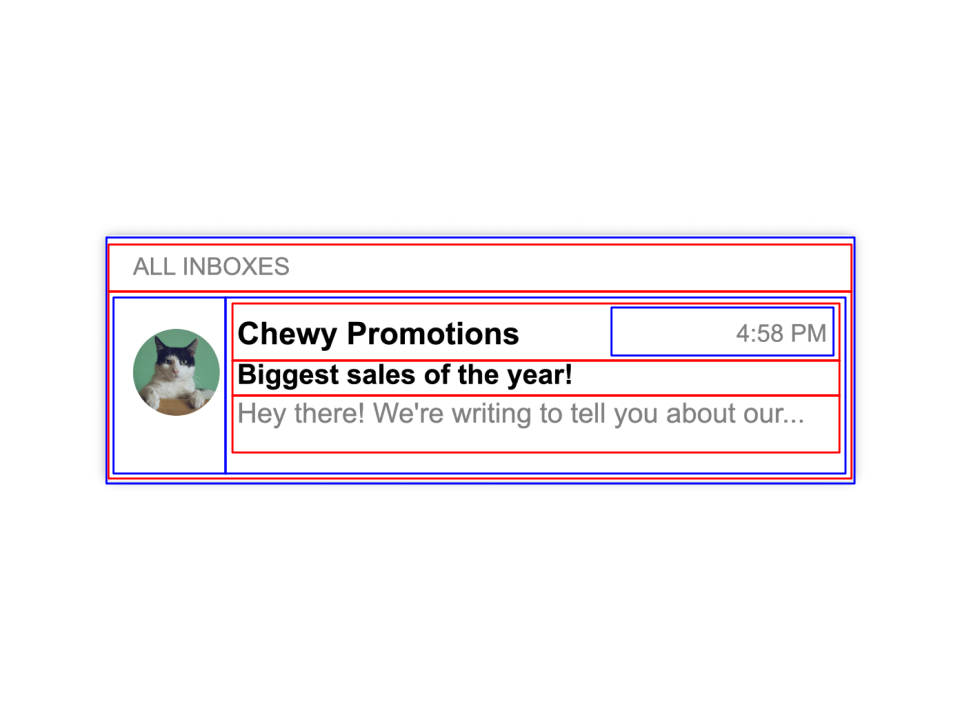 ALL INBOXES
Chewy Promotions 4:58 PM
Biggest sales of the year!
Hey there! We're writing to tell you about our...